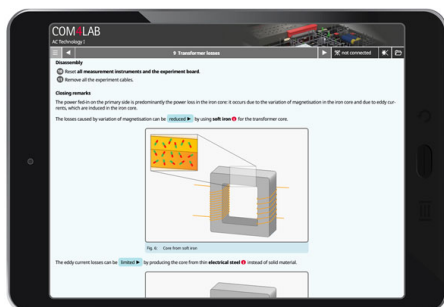 COM4LAB
AC Technology I
9 Transformer losses
not connected
Disassembly
Reset all measurement instruments and the experiment board.
Remove all the experiment cables.
Closing remarks
The power fed-in on the primary side is predominantly the power loss in the iron core: it occurs due to the variation of magnetisation in the iron core and due to eddy cur-
rents, which are induced in the iron core.
The losses caused by variation of magnetisation can be reduced ▶ by using soft iron for the transformer core.
Fig. 8: Core from soft iron
The eddy current losses can be limited ▶ by producing the core from thin electrical steel instead of solid material.